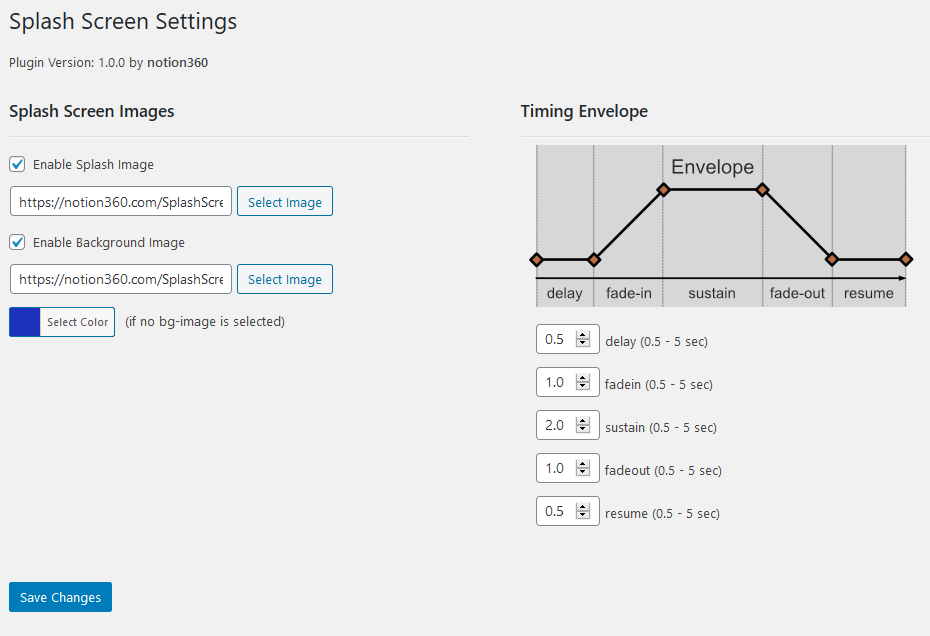 Splash Screen Settings
Plugin Version: 1.0.0 by notion360
Splash Screen Images
Enable Splash Image
https://notion360.com/SplashScre
Select Image
Enable Background Image
https://notion360.com/SplashScre
Select Image
Select Color
(if no bg-image is selected)
Timing Envelope
Envelope
delay fade-in sustain fade-out resume
0.5 delay (0.5 - 5 sec)
1.0 fadein (0.5 - 5 sec)
2.0 sustain (0.5 - 5 sec)
1.0 fadeout (0.5 - 5 sec)
0.5 resume (0.5 - 5 sec)
Save Changes